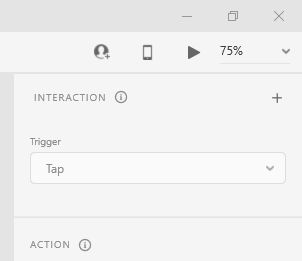 75%
INTERACTION
Trigger
Tap
ACTION